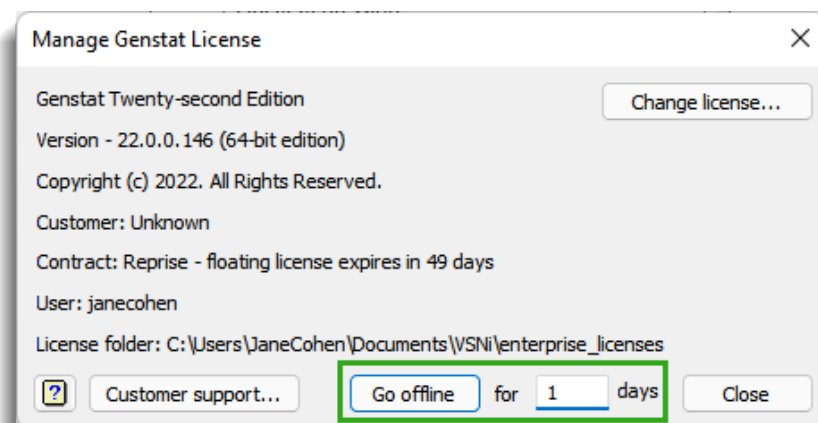 Manage Genstat License
Genstat Twenty-second Edition
Change license...
Version - 22.0.0.146 (64-bit edition)
Copyright (c) 2022. All Rights Reserved.
Customer: Unknown
Contract: Reprise - floating license expires in 49 days
User: janecohen
License folder: C:\Users\JaneCohen\Documents\VSNi\enterprise_licenses
? Customer support... Go offline for 1 days Close